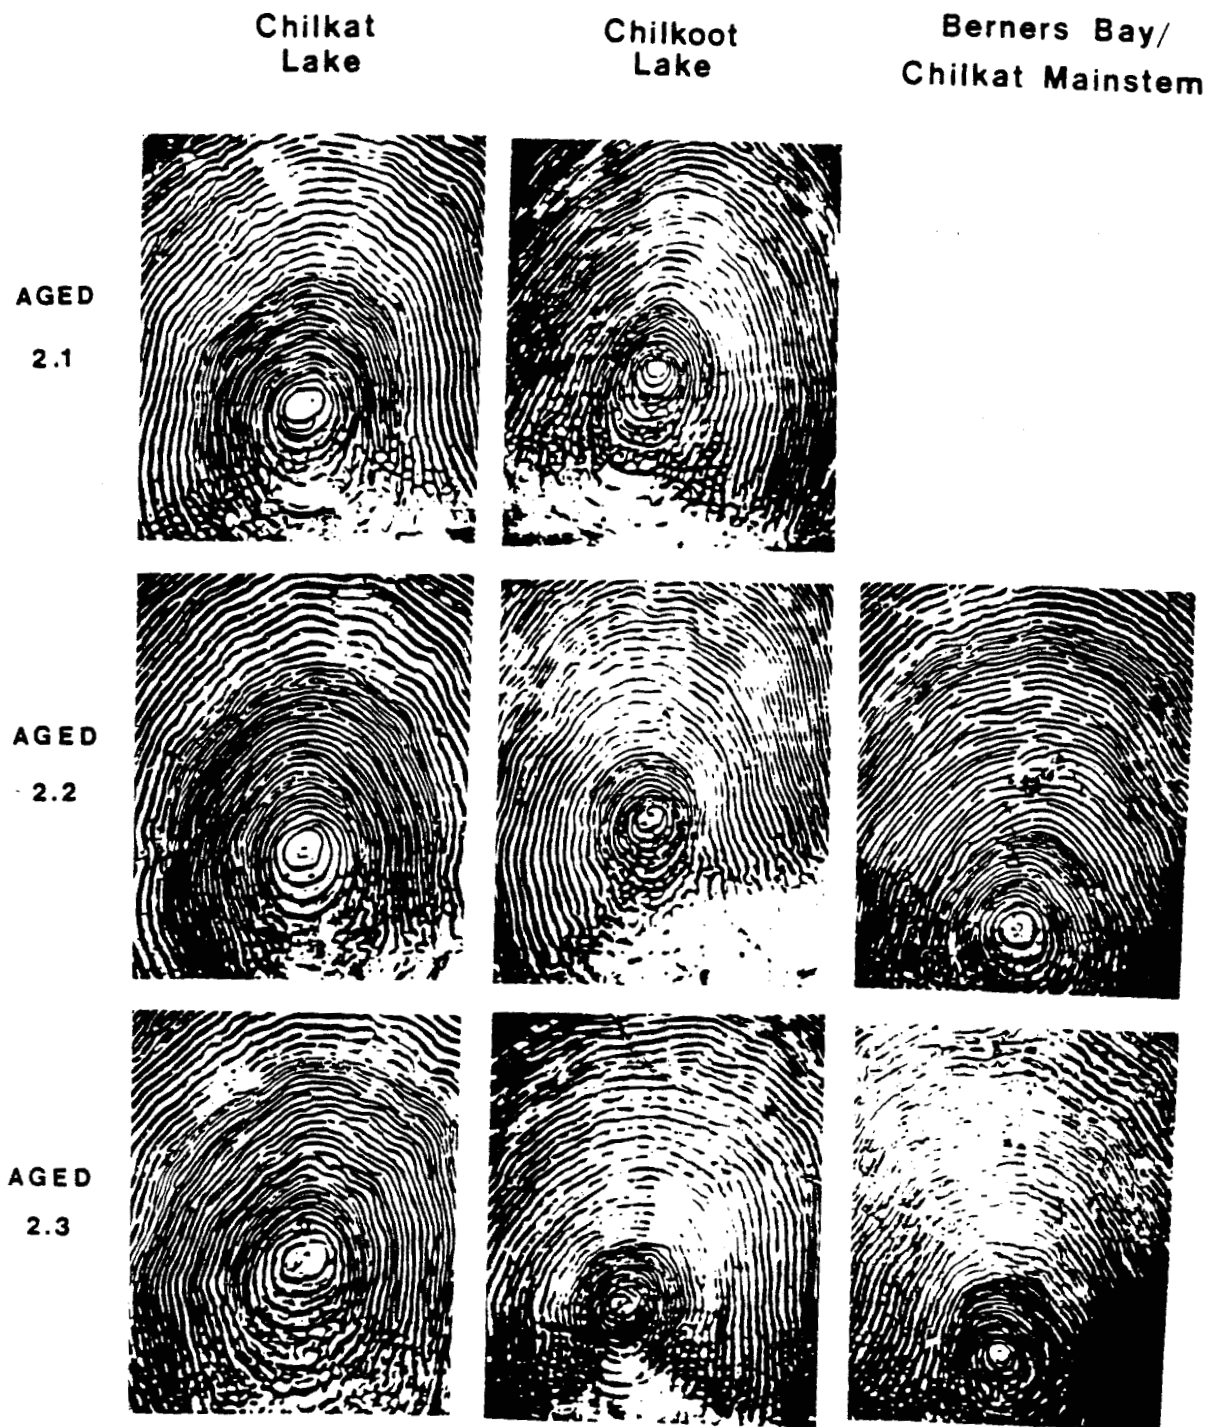 Chilkat
Lake
Chilkoot
Lake
Berners Bay/
Chilkat Mainstem
AGED
2.1
AGED
2.2
AGED
2.3